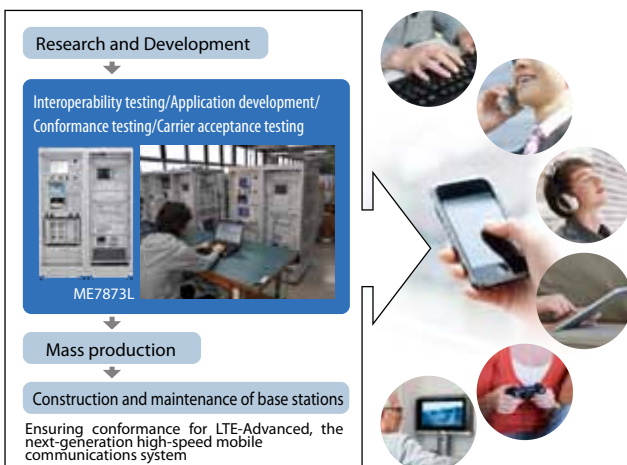 Research and Development
Interoperability testing/Application development/
Conformance testing/Carrier acceptance testing
ME7873L
Mass production
Construction and maintenance of base stations
Ensuring conformance for LTE-Advanced, the
next-generation high-speed mobile
communications system